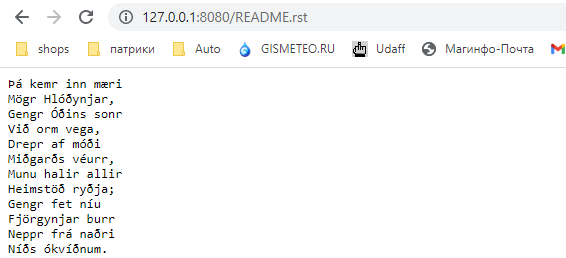 127.0.0.1:8080/README.rst
shops патрики Auto GISMETEO.RU Udaff Магинфо-Почта
Þá kemr inn mæri
Mögr Hlóðynjar,
Gengr Óðins sonr
Við orm vega,
Drepr af móði
Miðgarðs véurr,
Munu halir allir
Heimstöð ryðja;
Gengr fet níu
Fjörgynjar burr
Neppr frá naðri
Níðs ókvíðnum.